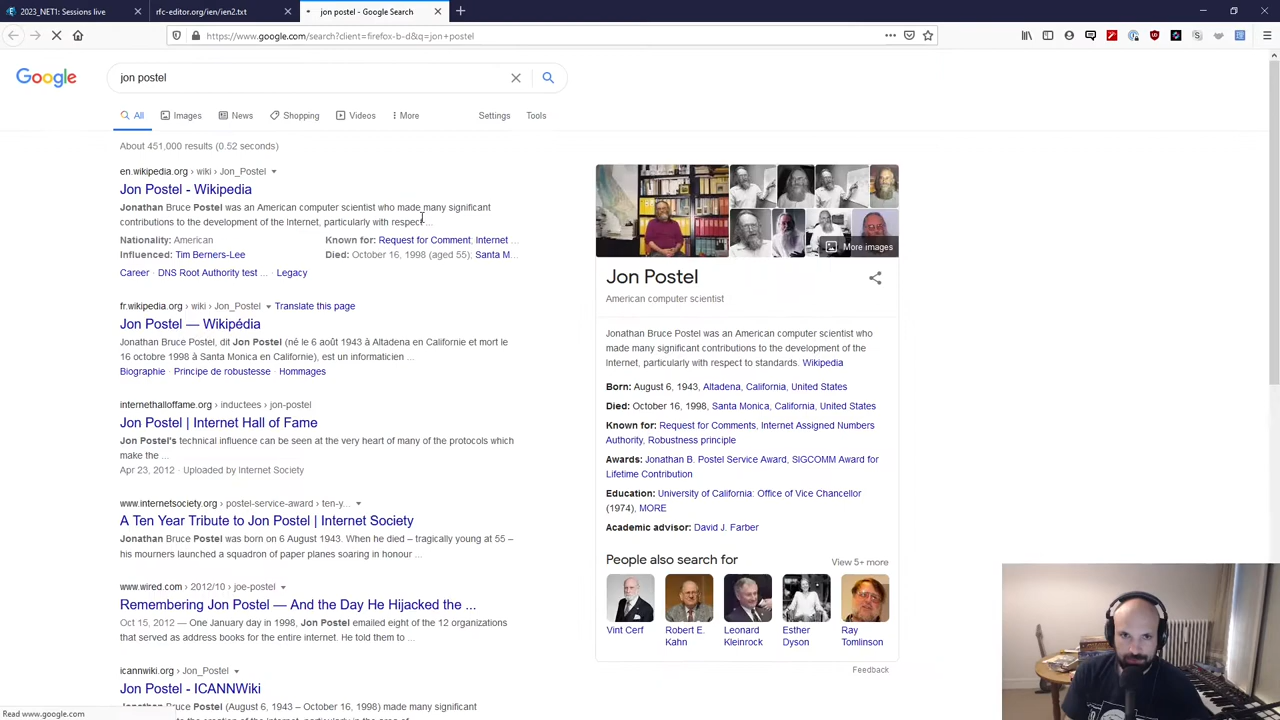 2023_NET1: Sessions live
rfc-editor.org/ien/ien2.txt
jon postel - Google Search
https://www.google.com/search?client=firefox-b-d&q=jon+postel
Google
jon postel
All
Images
News
Shopping
Videos
More
Settings
Tools
About 451,000 results (0.52 seconds)
en.wikipedia.org › wiki › Jon_Postel
Jon Postel - Wikipedia
Jonathan Bruce Postel was an American computer scientist who made many significant
contributions to the development of the Internet, particularly with respect ...
Nationality: American
Known for: Request for Comment; Internet ...
Influenced: Tim Berners-Lee
Died: October 16, 1998 (aged 55); Santa M...
Career · DNS Root Authority test ... · Legacy
fr.wikipedia.org › wiki › Jon_Postel
Translate this page
Jon Postel — Wikipédia
Jonathan Bruce Postel, dit Jon Postel (né le 6 août 1943 à Altadena en Californie et mort le
16 octobre 1998 à Santa Monica en Californie), est un informaticien ...
Biographie · Principe de robustesse · Hommages
internethalloffame.org › inductees › jon-postel
Jon Postel | Internet Hall of Fame
Jon Postel's technical influence can be seen at the very heart of many of the protocols which
make the ...
Apr 23, 2012 · Uploaded by Internet Society
www.internetsociety.org › postel-service-award › ten-y...
A Ten Year Tribute to Jon Postel | Internet Society
Jonathan Bruce Postel was born on 6 August 1943. When he died – tragically young at 55 –
his mourners launched a squadron of paper planes soaring in honour ...
www.wired.com › 2012/10 › joe-postel
Remembering Jon Postel — And the Day He Hijacked the ...
Oct 15, 2012 — One January day in 1998, Jon Postel emailed eight of the 12 organizations
that served as address books for the entire internet. He told them to ...
icannwiki.org › Jon_Postel
Jon Postel - ICANNWiki
Jonathan Bruce Postel (August 6, 1943 – October 16, 1998) made many significant
More images
Jon Postel
American computer scientist
Jonathan Bruce Postel was an American computer scientist who
made many significant contributions to the development of the
Internet, particularly with respect to standards. Wikipedia
Born: August 6, 1943, Altadena, California, United States
Died: October 16, 1998, Santa Monica, California, United States
Known for: Request for Comments, Internet Assigned Numbers
Authority, Robustness principle
Awards: Jonathan B. Postel Service Award, SIGCOMM Award for
Lifetime Contribution
Education: University of California: Office of Vice Chancellor
(1974), MORE
Academic advisor: David J. Farber
People also search for
View 5+ more
Vint Cerf
Robert E.
Kahn
Leonard
Kleinrock
Esther
Dyson
Ray
Tomlinson
Feedback
Read www.google.com